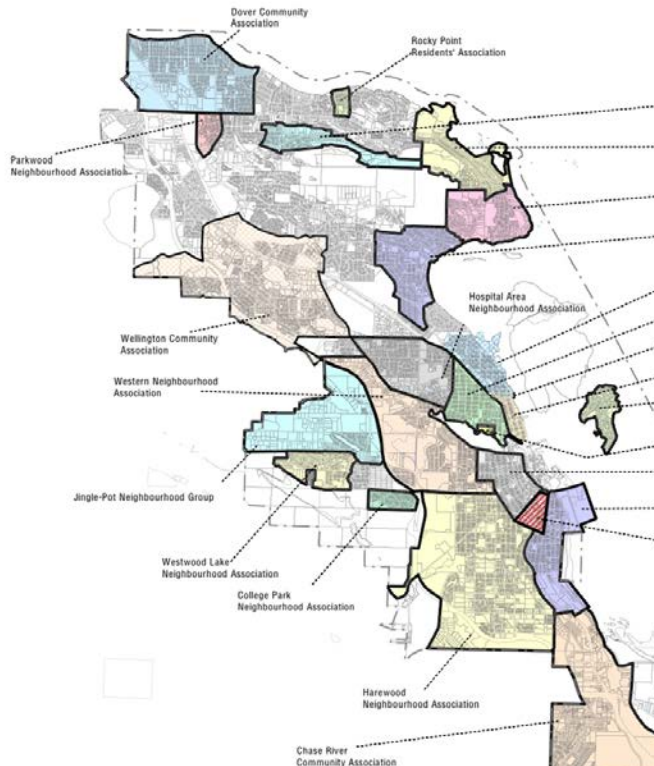 Dover Community
Association
Rocky Point
Residents' Association
Parkwood
Neighbourhood Association
Hospital Area
Neighbourhood Association
Wellington Community
Association
Western Neighbourhood
Association
Jingle-Pot Neighbourhood Group
Westwood Lake
Neighbourhood Association
College Park
Neighbourhood Association
Harewood
Neighbourhood Association
Chase River
Community Association